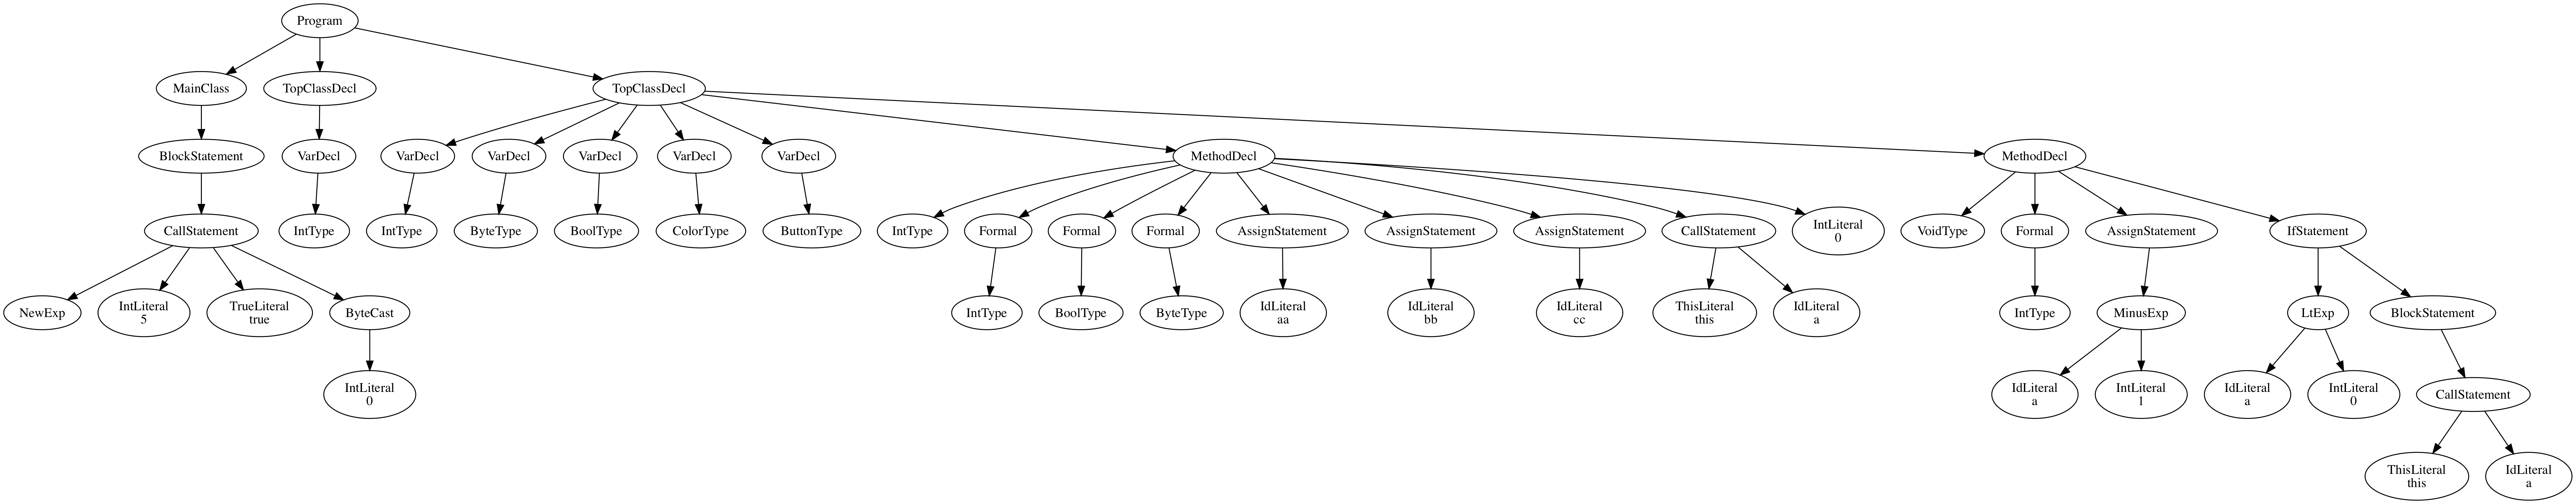 Program
MainClass
TopClassDecl
TopClassDecl
BlockStatement
VarDecl
VarDecl
VarDecl
VarDecl
VarDecl
VarDecl
MethodDecl
MethodDecl
CallStatement
IntType
IntType
ByteType
BoolType
ColorType
ButtonType
IntType
Formal
Formal
Formal
AssignStatement
AssignStatement
AssignStatement
CallStatement
IntLiteral
0
VoidType
Formal
AssignStatement
IfStatement
NewExp
IntLiteral
5
TrueLiteral
true
ByteCast
IntType
BoolType
ByteType
IdLiteral
aa
IdLiteral
bb
IdLiteral
cc
ThisLiteral
this
IdLiteral
a
IntType
MinusExp
LtExp
BlockStatement
IntLiteral
0
IdLiteral
a
IntLiteral
1
IdLiteral
a
IntLiteral
0
CallStatement
ThisLiteral
this
IdLiteral
a